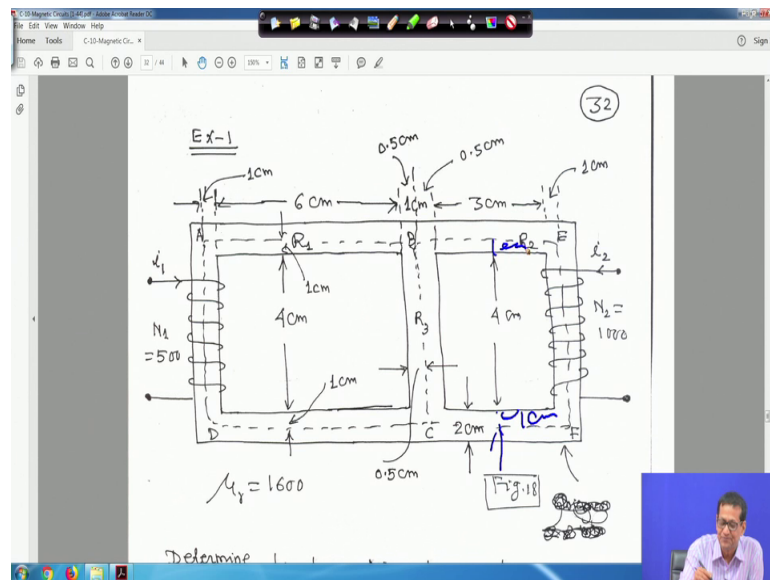 C-10-Magnetic Circuits [1-44].pdf - Adobe Acrobat Reader DC
File Edit View Window Help
Home Tools C-10-Magnetic Cir... ×
Sign
32 / 44
150%
32
Ex-1
0.5cm
0.5cm
1cm
2cm
6 cm
1cm
3cm
A
R1
B
R2
E
1cm
i1
i2
4cm
4cm
N1
=500
R3
N2=
1000
1cm
1cm
D
C
2cm
F
0.5cm
μr = 1600
Fig.18
Determine